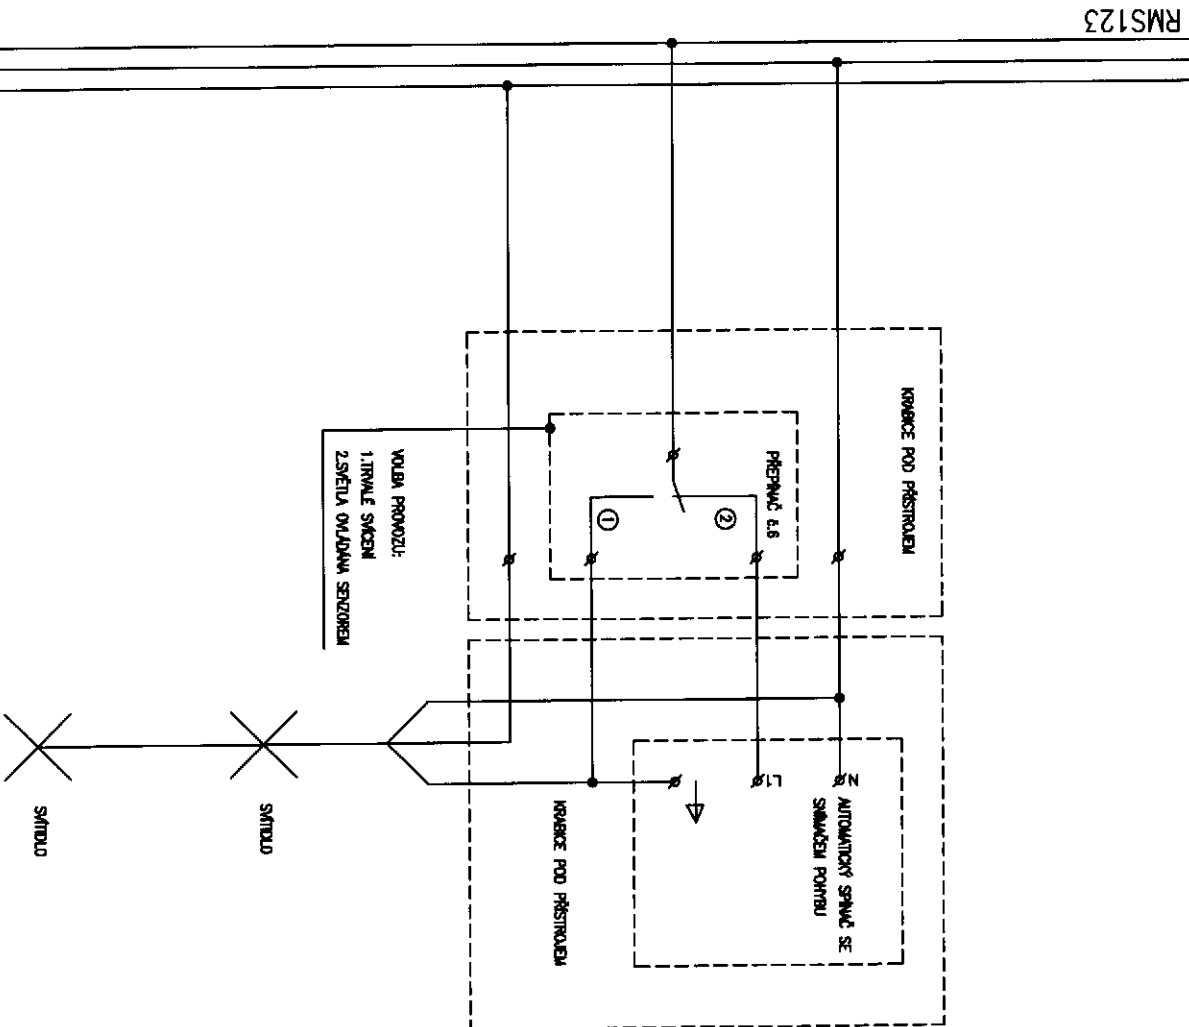 RMS123
KRABICE POD PŘÍSTROJEM
PŘEPÍNAČ č.6
1
2
VOLBA PROVOZU:
1.TRVALÉ SVÍCENÍ
2.SVĚTLA OVLÁDÁNA SENZOREM
N
L1
AUTOMATICKÝ SPÍNAČ SE
SNÍMAČEM POHYBU
KRABICE POD PŘÍSTROJEM
SVÍTIDLO
SVÍTIDLO